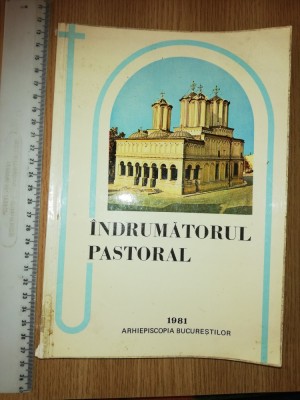 ÎNDRUMĂTORUL
PASTORAL
1981
ARHIEPISCOPIA BUCUREȘTILOR